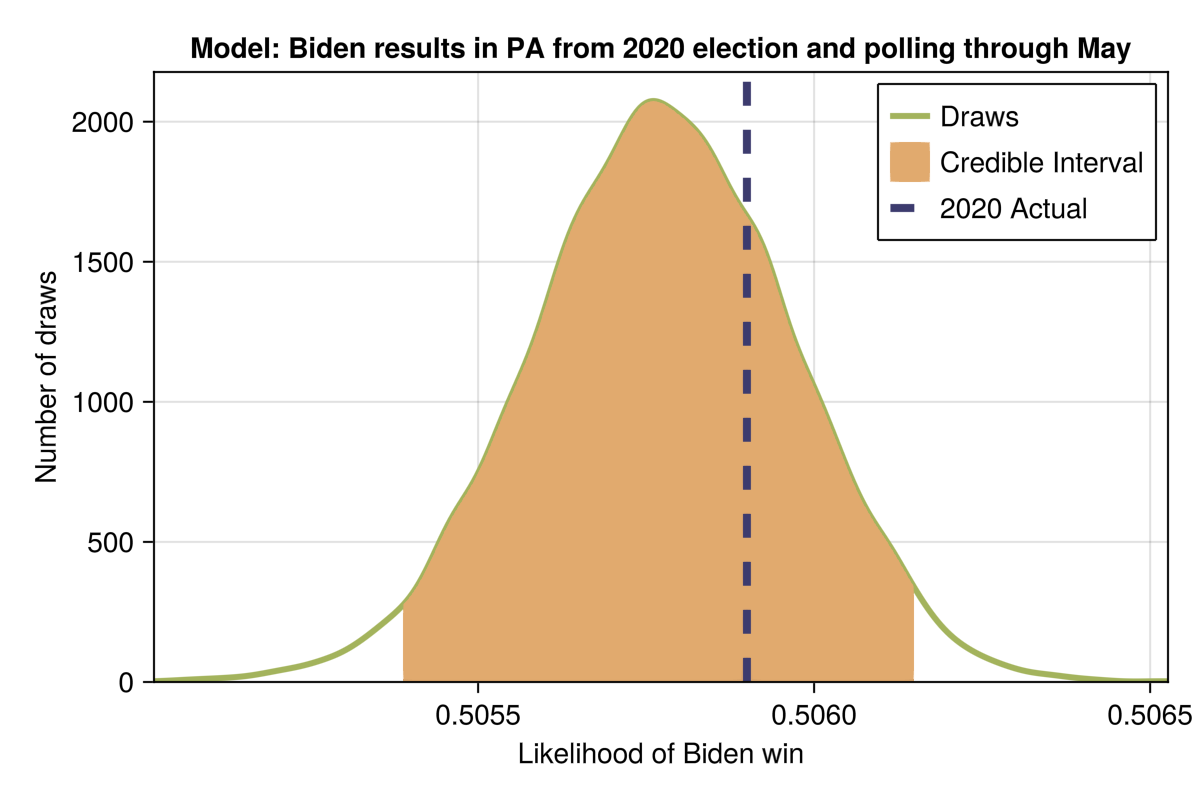 Model: Biden results in PA from 2020 election and polling through May
Draws
Credible Interval
2020 Actual
Number of draws
2000
1500
1000
500
0
0.5055 0.5060 0.5065
Likelihood of Biden win